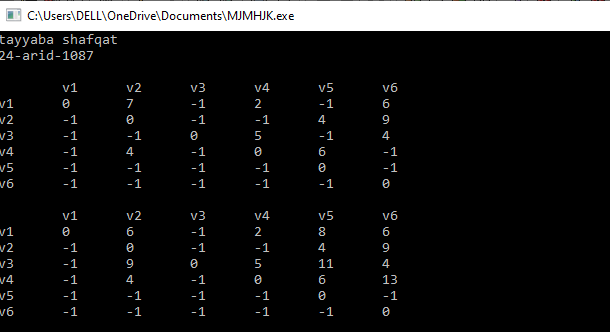 C:\Users\DELL\OneDrive\Documents\MJMHJK.exe
tayyaba shafqat
24-arid-1087
v1 v2 v3 v4 v5 v6
v1 0 7 -1 2 -1 6
v2 -1 0 -1 -1 4 9
v3 -1 -1 0 5 -1 4
v4 -1 4 -1 0 6 -1
v5 -1 -1 -1 -1 0 -1
v6 -1 -1 -1 -1 -1 0
v1 v2 v3 v4 v5 v6
v1 0 6 -1 2 8 6
v2 -1 0 -1 -1 4 9
v3 -1 9 0 5 11 4
v4 -1 4 -1 0 6 13
v5 -1 -1 -1 -1 0 -1
v6 -1 -1 -1 -1 -1 0